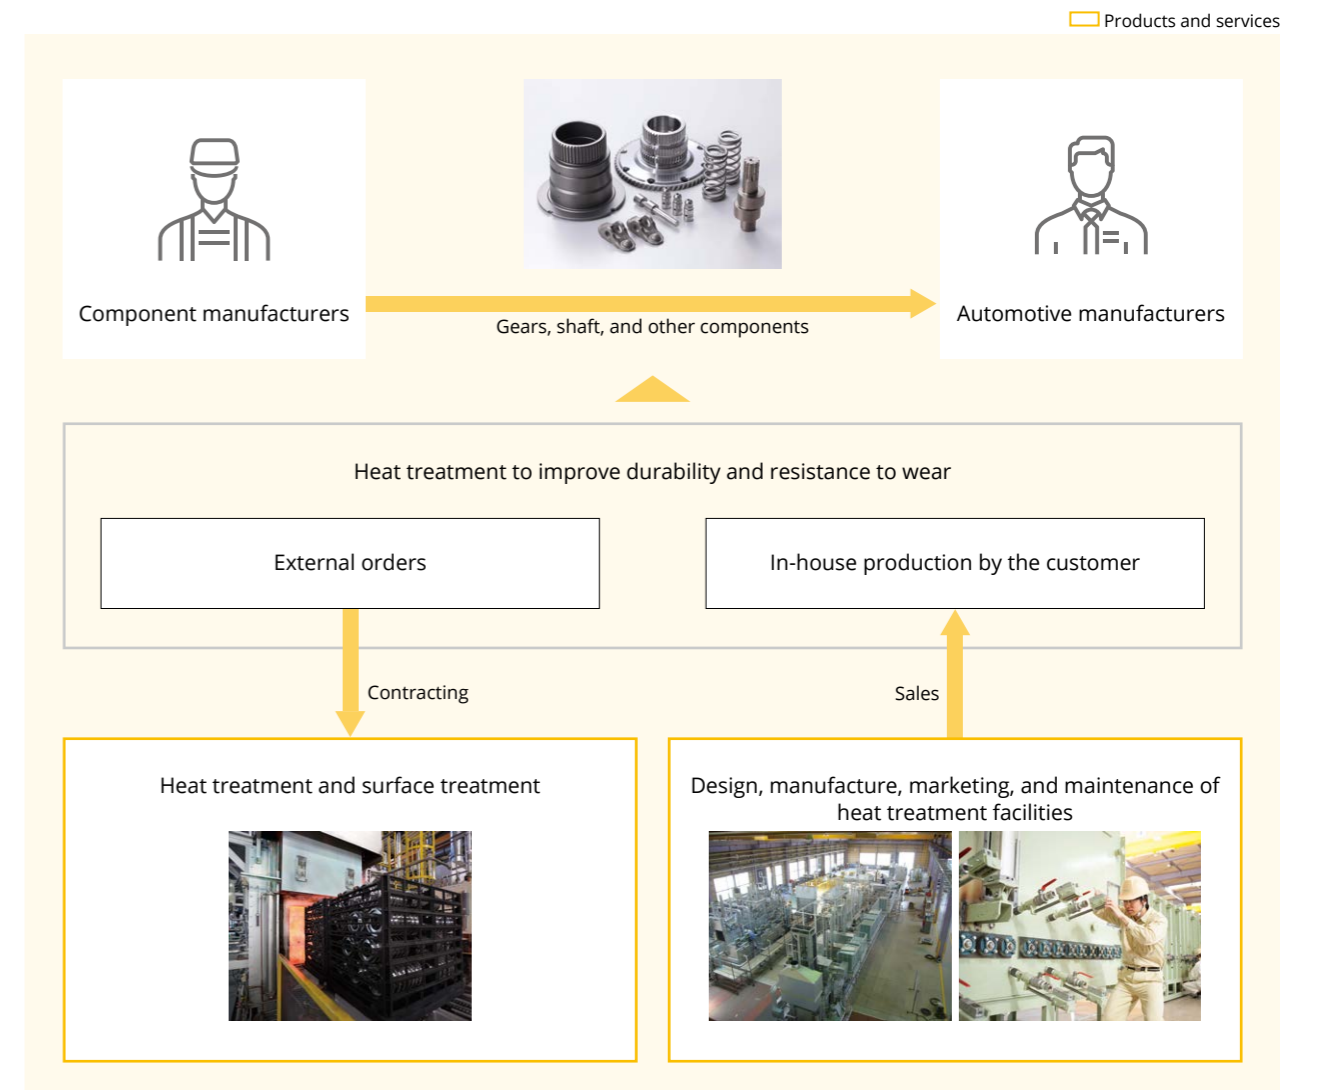 Products and services
Component manufacturers
Gears, shaft, and other components
Automotive manufacturers
Heat treatment to improve durability and resistance to wear
External orders
In-house production by the customer
Contracting
Sales
Heat treatment and surface treatment
Design, manufacture, marketing, and maintenance of
heat treatment facilities